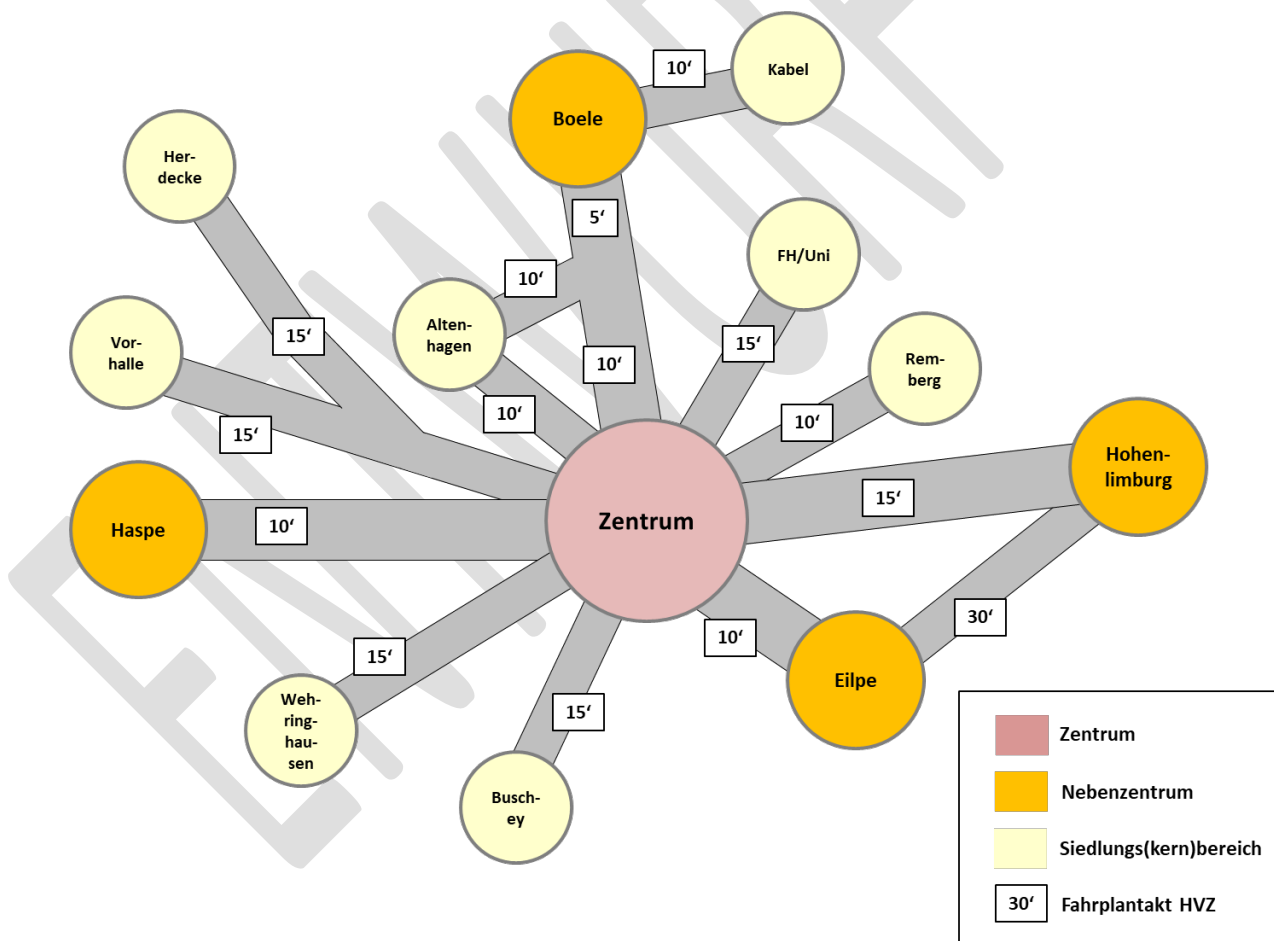 10‘
Kabel
Boele
Her-
decke
5‘
FH/Uni
10‘
Alten-
hagen
15‘
15‘
Vor-
halle
10‘
Rem-
berg
10‘
10‘
15‘
Hohen-
limburg
15‘
Zentrum
Haspe
10‘
30‘
10‘
15‘
Eilpe
Weh-
ring-
hau-
sen
15‘
Busch-
ey
Zentrum
Nebenzentrum
Siedlungs(kern)bereich
30‘ Fahrplantakt HVZ
ENTWURF